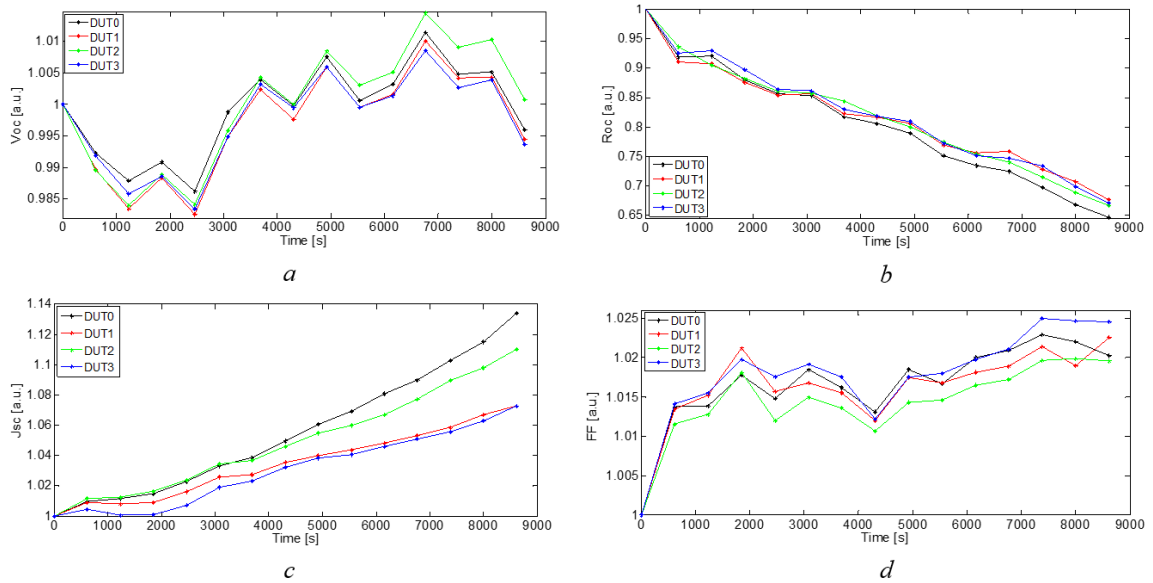 DUT0
DUT1
DUT2
DUT3
1.01
1.005
1
0.995
0.99
0.985
Voc [a.u.]
0 1000 2000 3000 4000 5000 6000 7000 8000 9000
Time [s]
a
1
0.95
0.9
0.85
0.8
0.75
0.7
0.65
Roc [a.u.]
DUT0
DUT1
DUT2
DUT3
0 1000 2000 3000 4000 5000 6000 7000 8000 9000
Time [s]
b
1.14
1.12
1.1
1.08
1.06
1.04
1.02
1
Jsc [a.u.]
DUT0
DUT1
DUT2
DUT3
0 1000 2000 3000 4000 5000 6000 7000 8000 9000
Time [s]
c
1.025
1.02
1.015
1.01
1.005
1
FF [a.u.]
DUT0
DUT1
DUT2
DUT3
0 1000 2000 3000 4000 5000 6000 7000 8000 9000
Time [s]
d